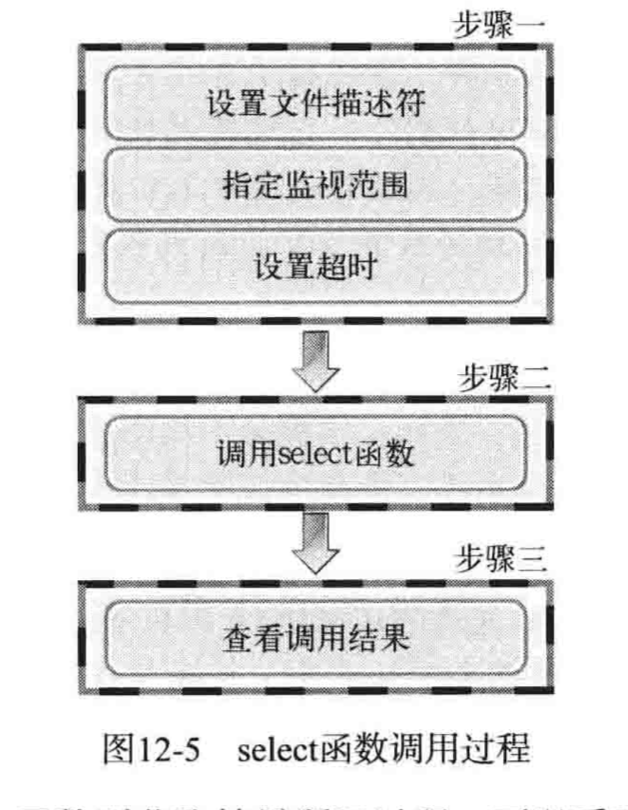 步骤一
设置文件描述符
指定监视范围
设置超时
步骤二
调用select函数
步骤三
查看调用结果
图12-5 select函数调用过程